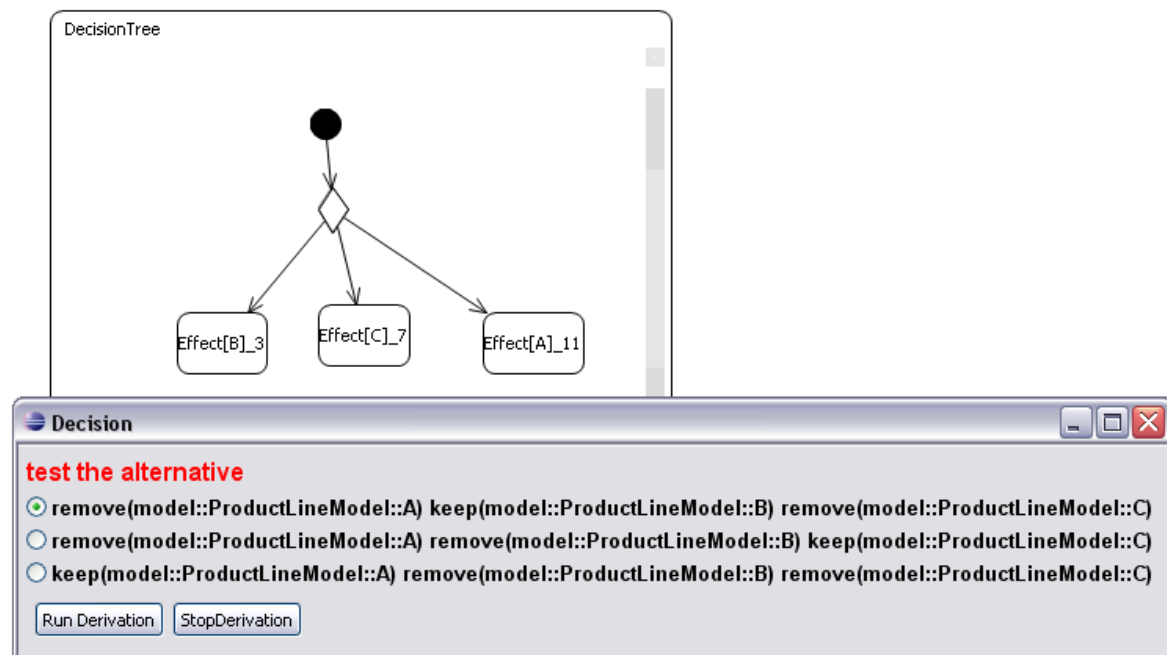 DecisionTree
Effect[B]_3
Effect[C]_7
Effect[A]_11
Decision
test the alternative
remove(model::ProductLineModel::A) keep(model::ProductLineModel::B) remove(model::ProductLineModel::C)
remove(model::ProductLineModel::A) remove(model::ProductLineModel::B) keep(model::ProductLineModel::C)
keep(model::ProductLineModel::A) remove(model::ProductLineModel::B) remove(model::ProductLineModel::C)
Run Derivation StopDerivation